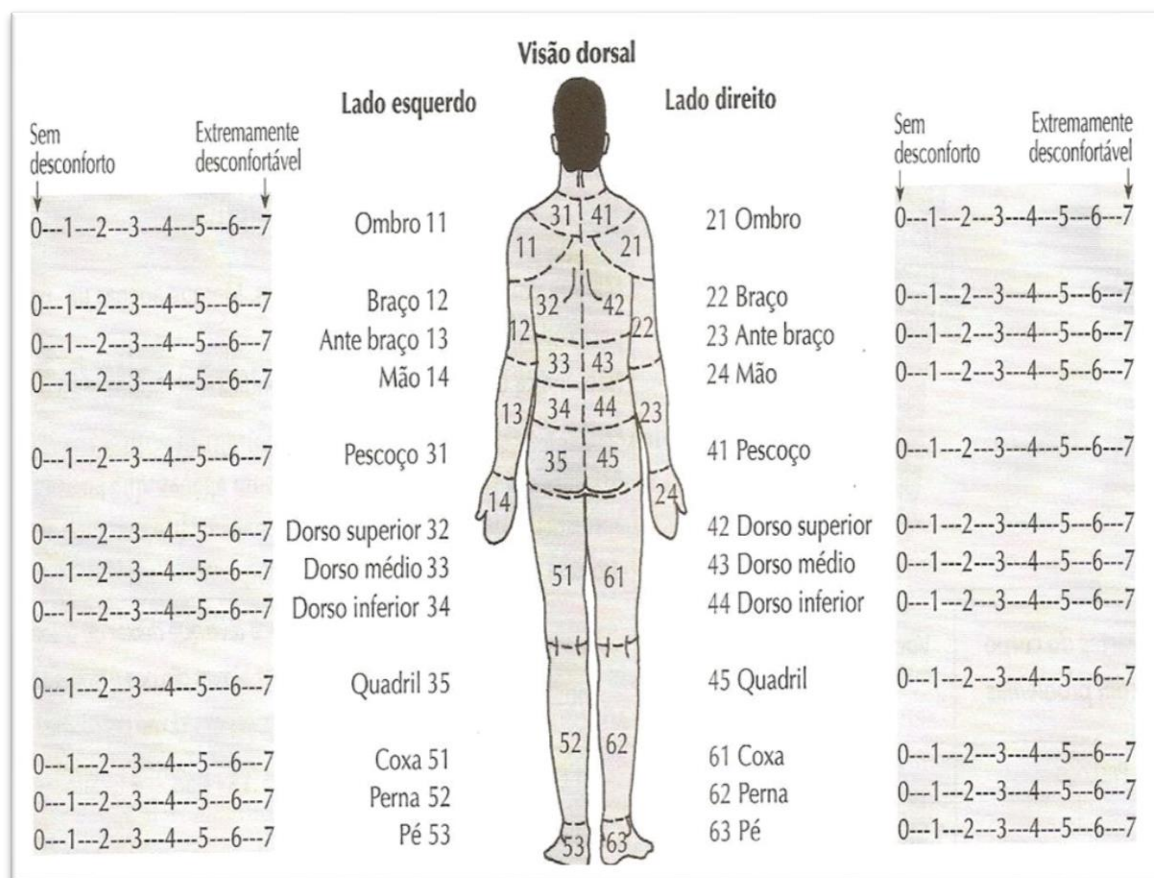 Visão dorsal
Lado esquerdo
Lado direito
Sem
desconforto
Extremamente
desconfortável
Sem
desconforto
Extremamente
desconfortável
0---1---2---3---4---5---6---7
Ombro 11
21 Ombro
0---1---2---3---4---5---6---7
0---1---2---3---4---5---6---7
Braço 12
22 Braço
0---1---2---3---4---5---6---7
0---1---2---3---4---5---6---7
Ante braço 13
23 Ante braço
0---1---2---3---4---5---6---7
0---1---2---3---4---5---6---7
Mão 14
24 Mão
0---1---2---3---4---5---6---7
0---1---2---3---4---5---6---7
Pescoço 31
41 Pescoço
0---1---2---3---4---5---6---7
0---1---2---3---4---5---6---7
Dorso superior 32
42 Dorso superior
0---1---2---3---4---5---6---7
0---1---2---3---4---5---6---7
Dorso médio 33
43 Dorso médio
0---1---2---3---4---5---6---7
0---1---2---3---4---5---6---7
Dorso inferior 34
44 Dorso inferior
0---1---2---3---4---5---6---7
0---1---2---3---4---5---6---7
Quadril 35
45 Quadril
0---1---2---3---4---5---6---7
0---1---2---3---4---5---6---7
Coxa 51
61 Coxa
0---1---2---3---4---5---6---7
0---1---2---3---4---5---6---7
Perna 52
62 Perna
0---1---2---3---4---5---6---7
0---1---2---3---4---5---6---7
Pé 53
63 Pé
0---1---2---3---4---5---6---7
31
41
11
21
32
42
12
22
33
43
13
34
44
23
35
45
14
24
51
61
52
62
53
63